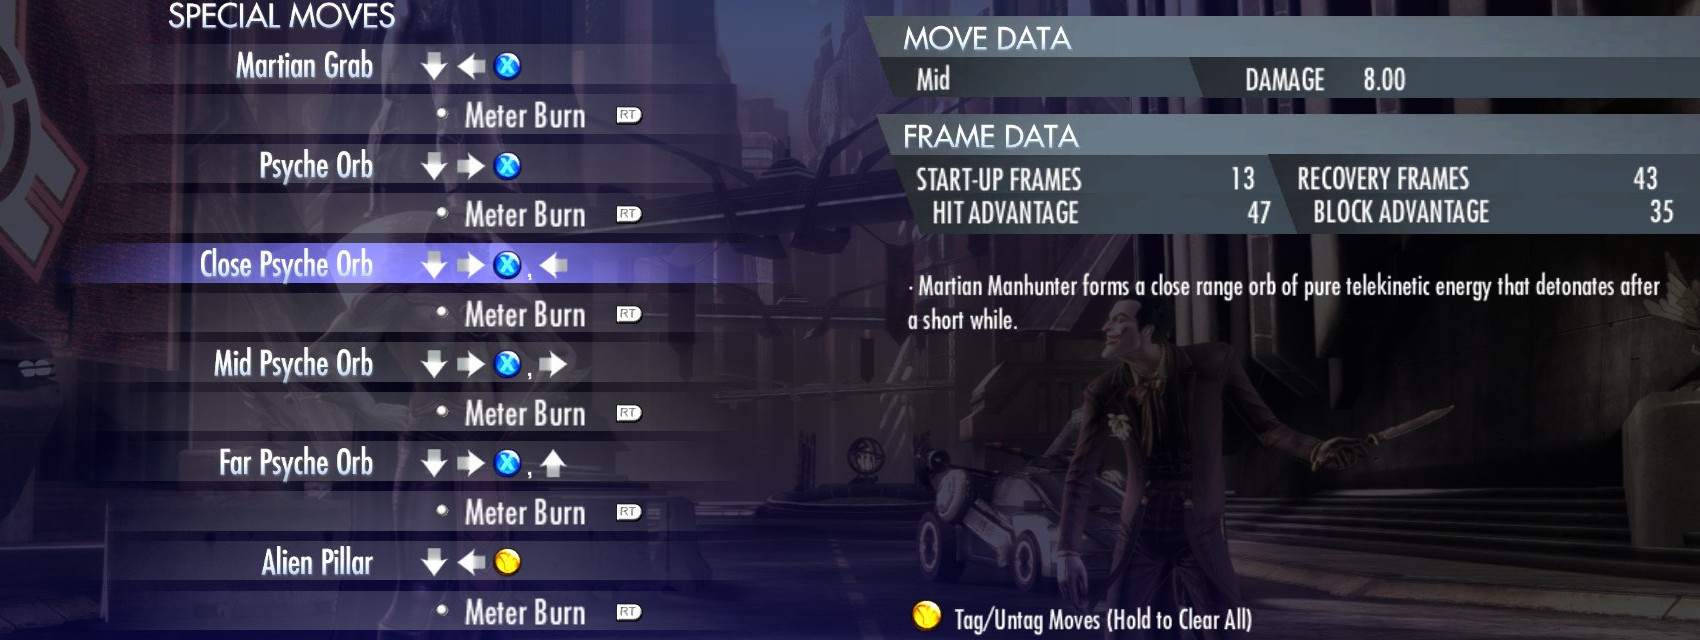 SPECIAL MOVES
Martian Grab X
Meter Burn RT
Psyche Orb X
Meter Burn RT
Close Psyche Orb X ,
Meter Burn RT
Mid Psyche Orb X ,
Meter Burn RT
Far Psyche Orb X ,
Meter Burn RT
Alien Pillar Y
Meter Burn RT
MOVE DATA
Mid DAMAGE 8.00
FRAME DATA
START-UP FRAMES 13 RECOVERY FRAMES 43
HIT ADVANTAGE 47 BLOCK ADVANTAGE 35
· Martian Manhunter forms a close range orb of pure telekinetic energy that detonates after
a short while.
Y Tag/Untag Moves (Hold to Clear All)